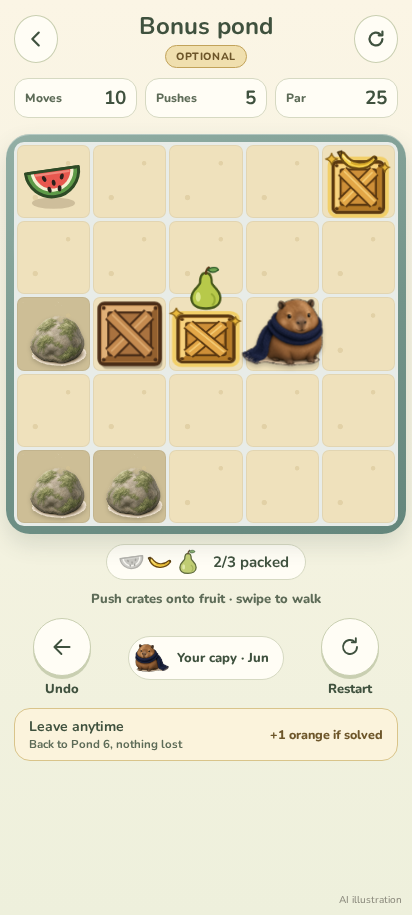 Bonus pond
OPTIONAL
Moves 10
Pushes 5
Par 25
2/3 packed
Push crates onto fruit · swipe to walk
Your capy · Jun
Undo
Restart
Leave anytime
Back to Pond 6, nothing lost
+1 orange if solved
AI illustration